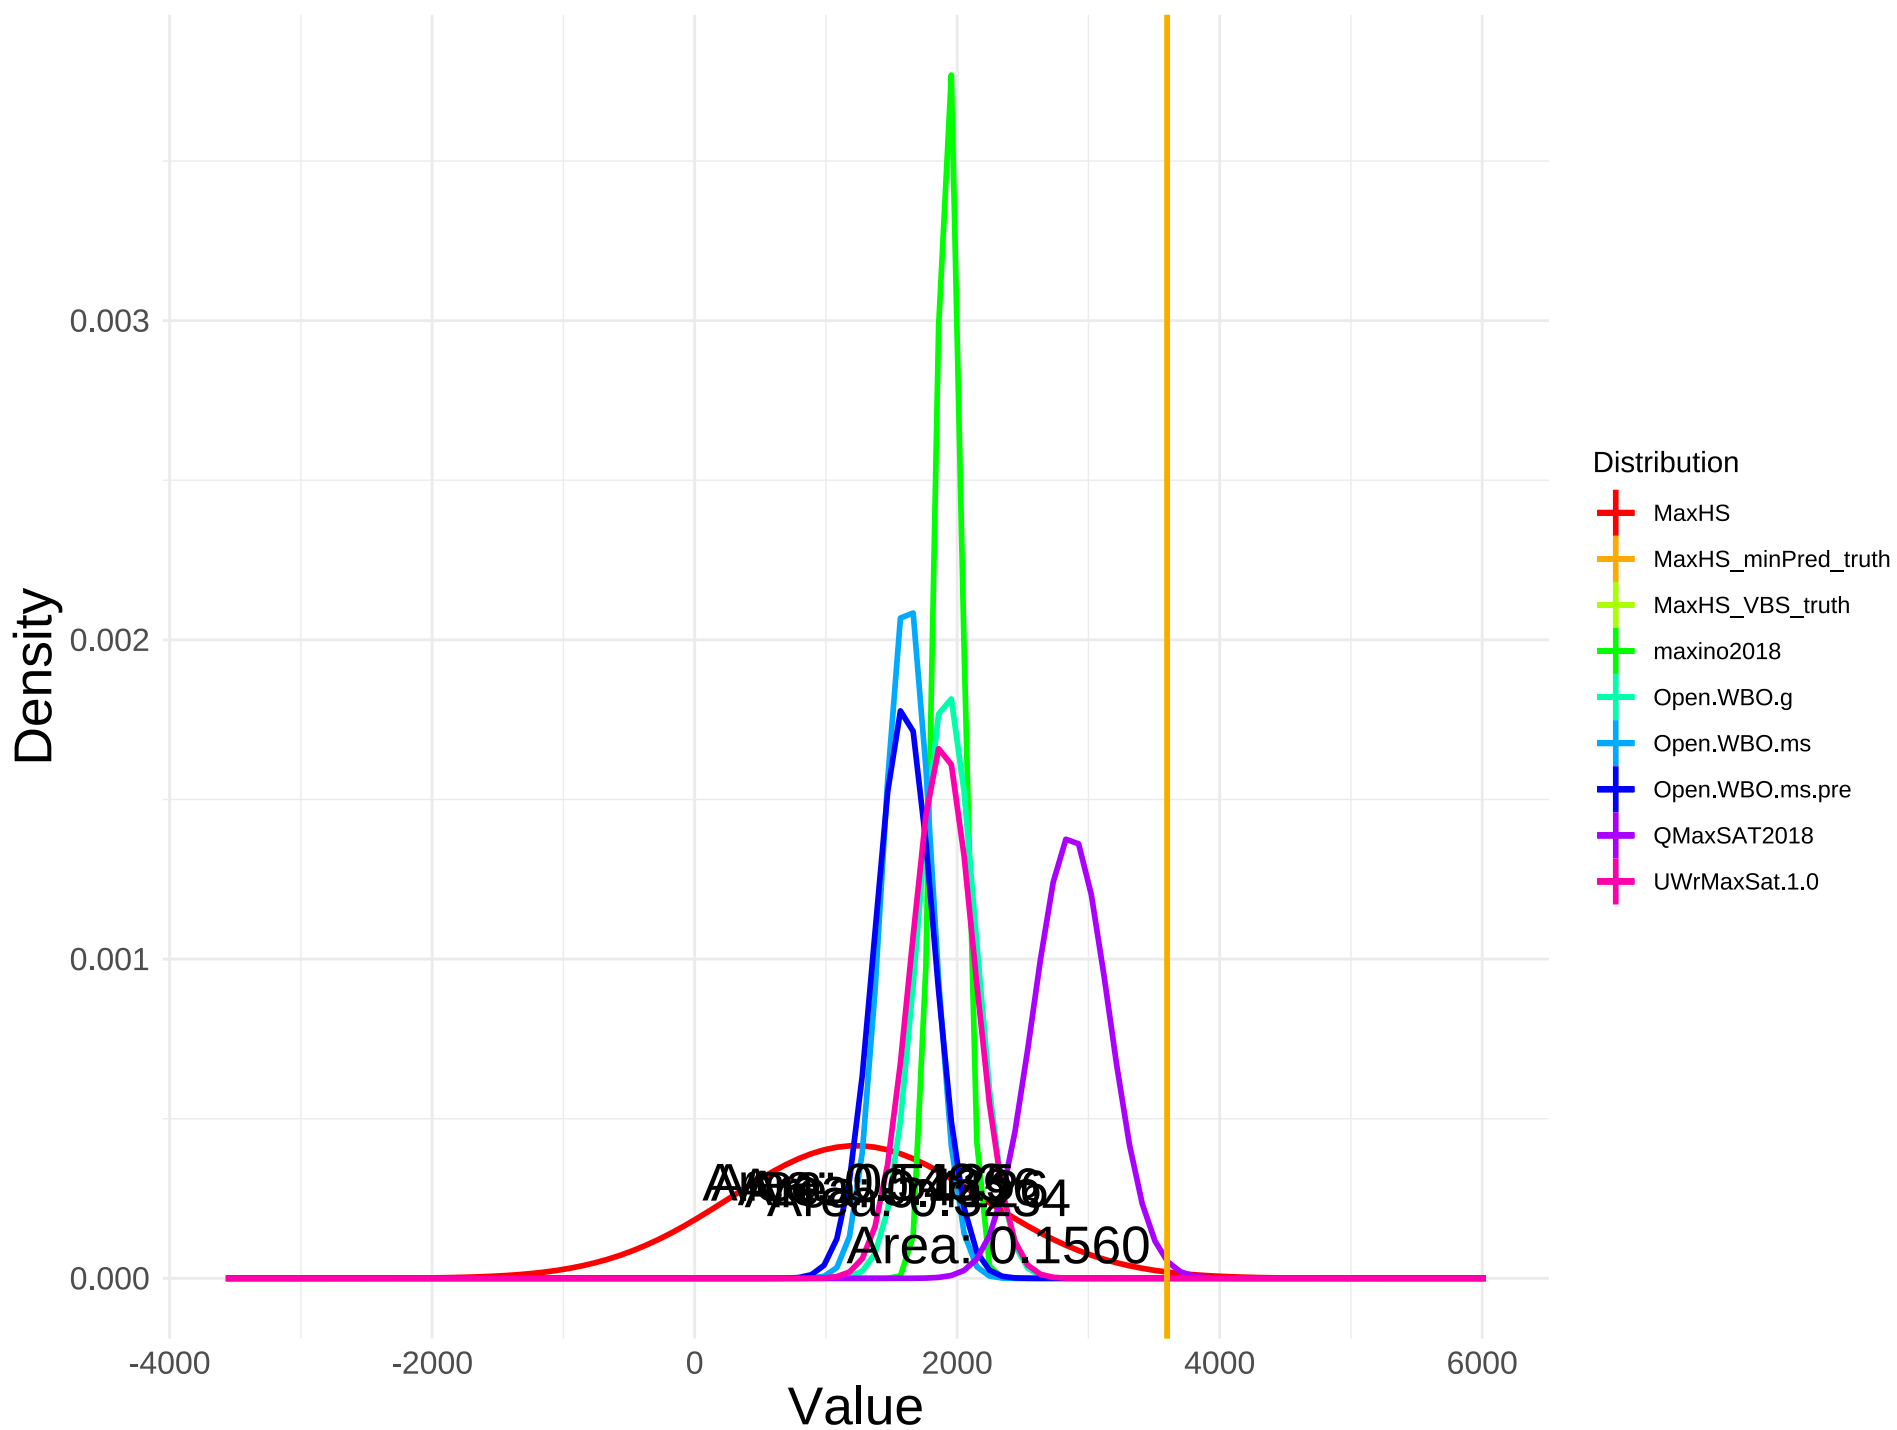 0.003
0.002
0.001
0.000
Density
Area: 0.1560
-4000
-2000
0
2000
4000
6000
Value
Distribution
MaxHS
MaxHS_minPred_truth
MaxHS_VBS_truth
maxino2018
Open.WBO.g
Open.WBO.ms
Open.WBO.ms.pre
QMaxSAT2018
UWrMaxSat.1.0